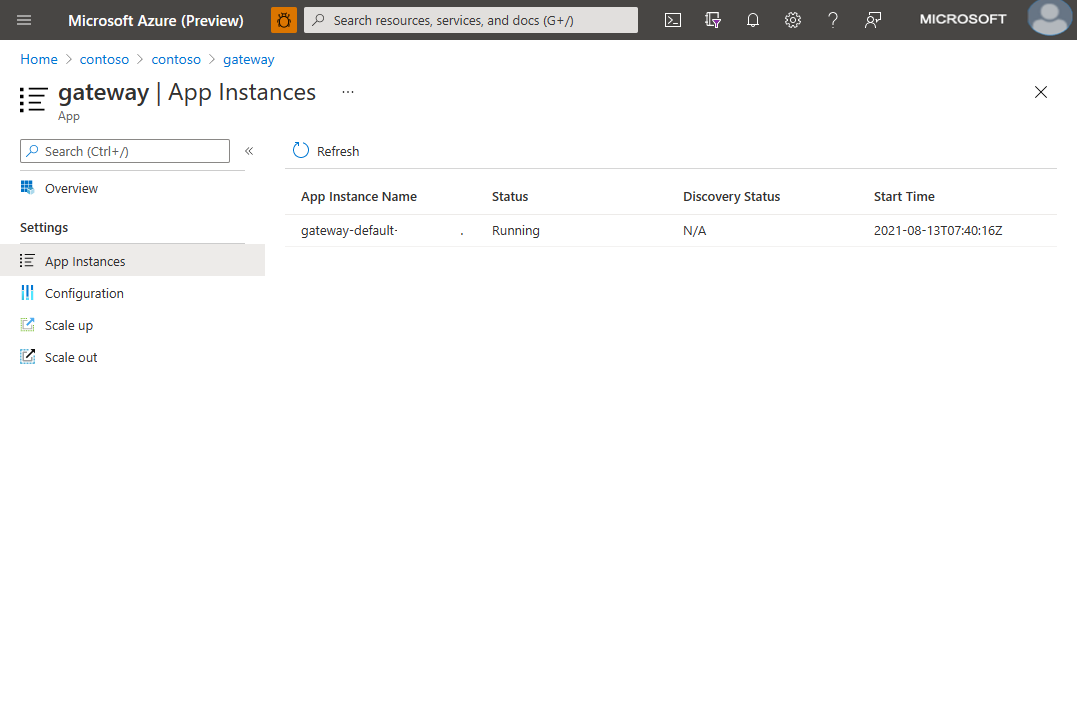 Microsoft Azure (Preview)
Search resources, services, and docs (G+/)
MICROSOFT
Home > contoso > contoso > gateway
gateway | App Instances ...
App
Search (Ctrl+/)
«
Refresh
Overview
Settings
App Instances
Configuration
Scale up
Scale out
App Instance Name Status Discovery Status Start Time
gateway-default- . Running N/A 2021-08-13T07:40:16Z